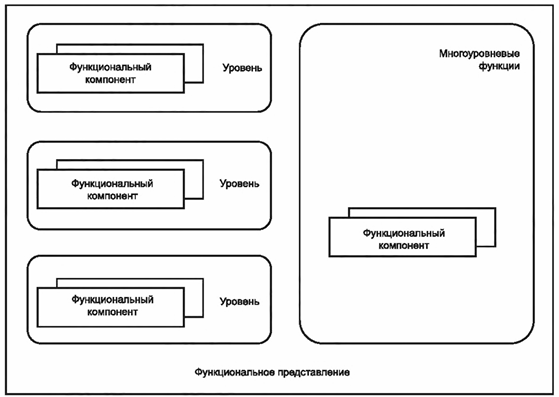 Функциональный
компонент
Уровень
Многоуровневые
функции
Функциональный
компонент
Уровень
Функциональный
компонент
Функциональный
компонент
Уровень
Функциональное представление